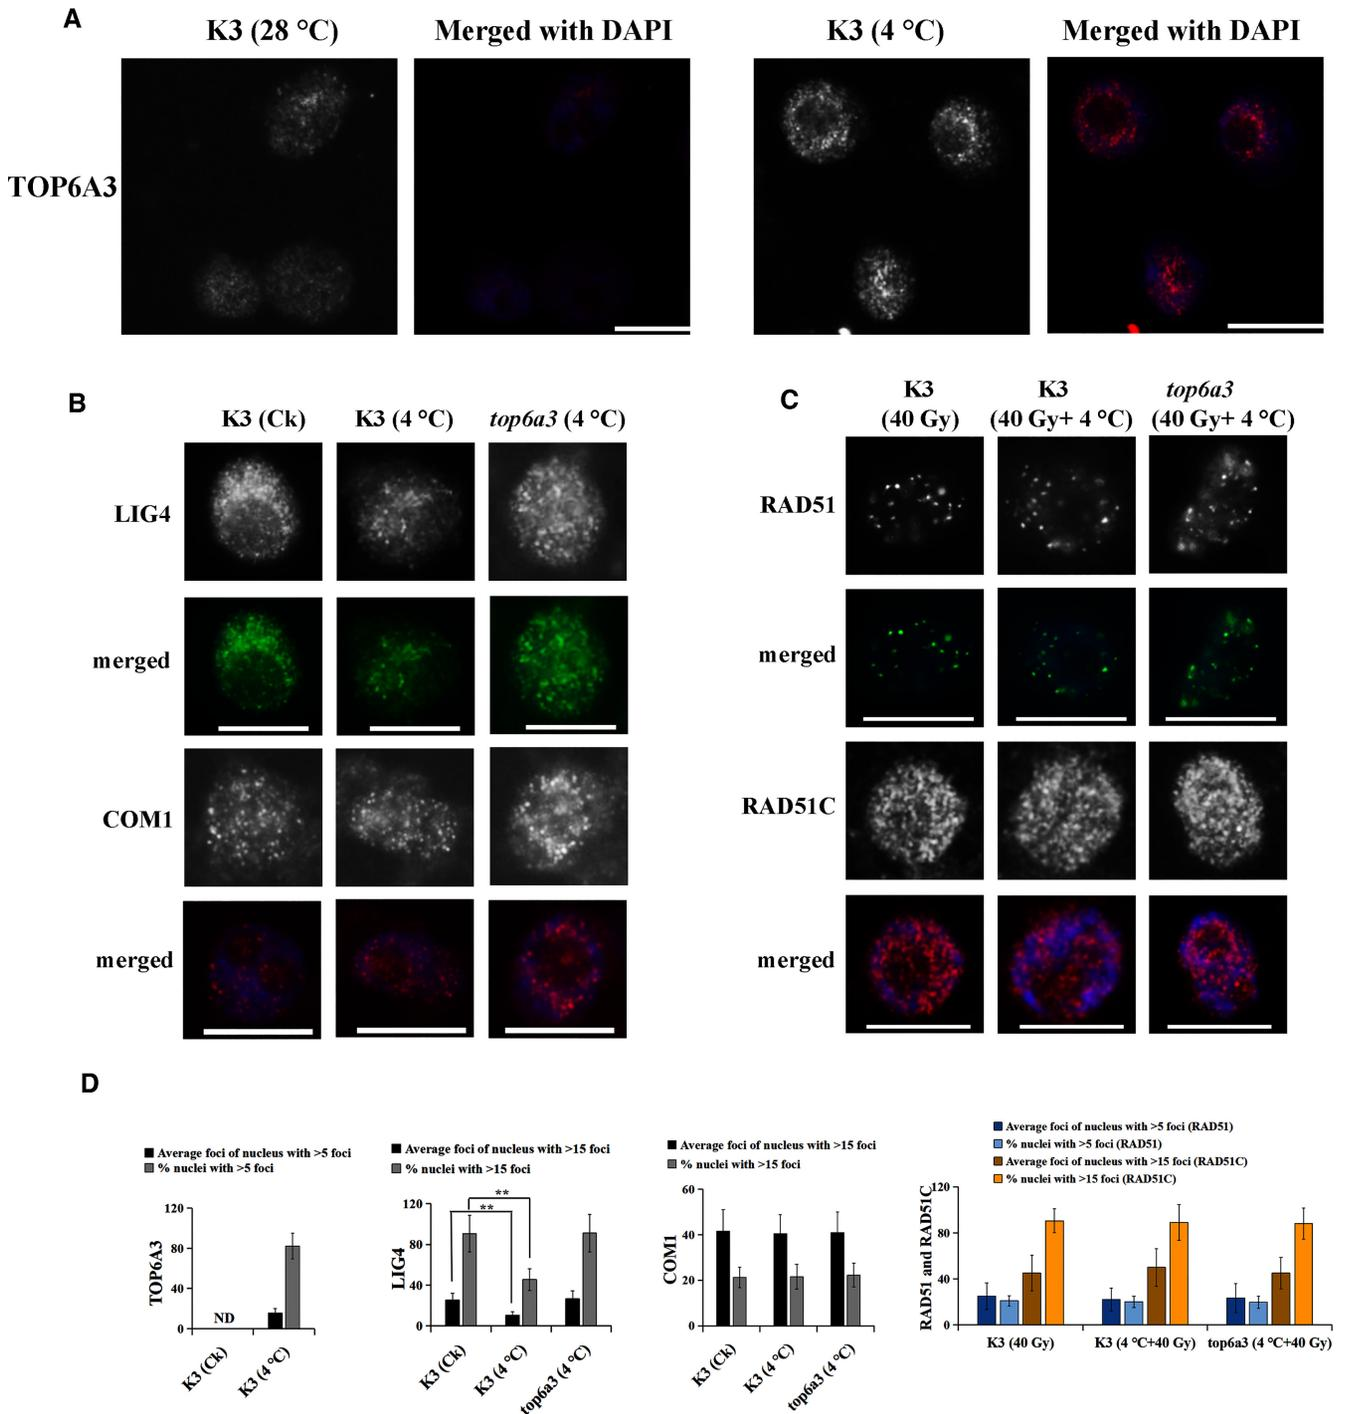 A
K3 (28 °C)
Merged with DAPI
K3 (4 °C)
Merged with DAPI
TOP6A3
B
K3 (Ck)
K3 (4 °C)
top6a3 (4 °C)
LIG4
merged
COM1
merged
C
K3
(40 Gy)
K3
(40 Gy+ 4 °C)
top6a3
(40 Gy+ 4 °C)
RAD51
merged
RAD51C
merged
D
Average foci of nucleus with >5 foci
% nuclei with >5 foci
TOP6A3
120
80
40
0
ND
K3 (Ck)
K3 (4 °C)
Average foci of nucleus with >15 foci
% nuclei with >15 foci
LIG4
120
80
40
0
**
**
K3 (Ck)
K3 (4 °C)
top6a3 (4 °C)
Average foci of nucleus with >15 foci
% nuclei with >15 foci
COM1
60
40
20
0
K3 (Ck)
K3 (4 °C)
top6a3 (4 °C)
Average foci of nucleus with >5 foci (RAD51)
% nuclei with >5 foci (RAD51)
Average foci of nucleus with >15 foci (RAD51C)
% nuclei with >15 foci (RAD51C)
RAD51 and RAD51C
120
80
40
0
K3 (40 Gy)
K3 (4 °C+40 Gy)
top6a3 (4 °C+40 Gy)